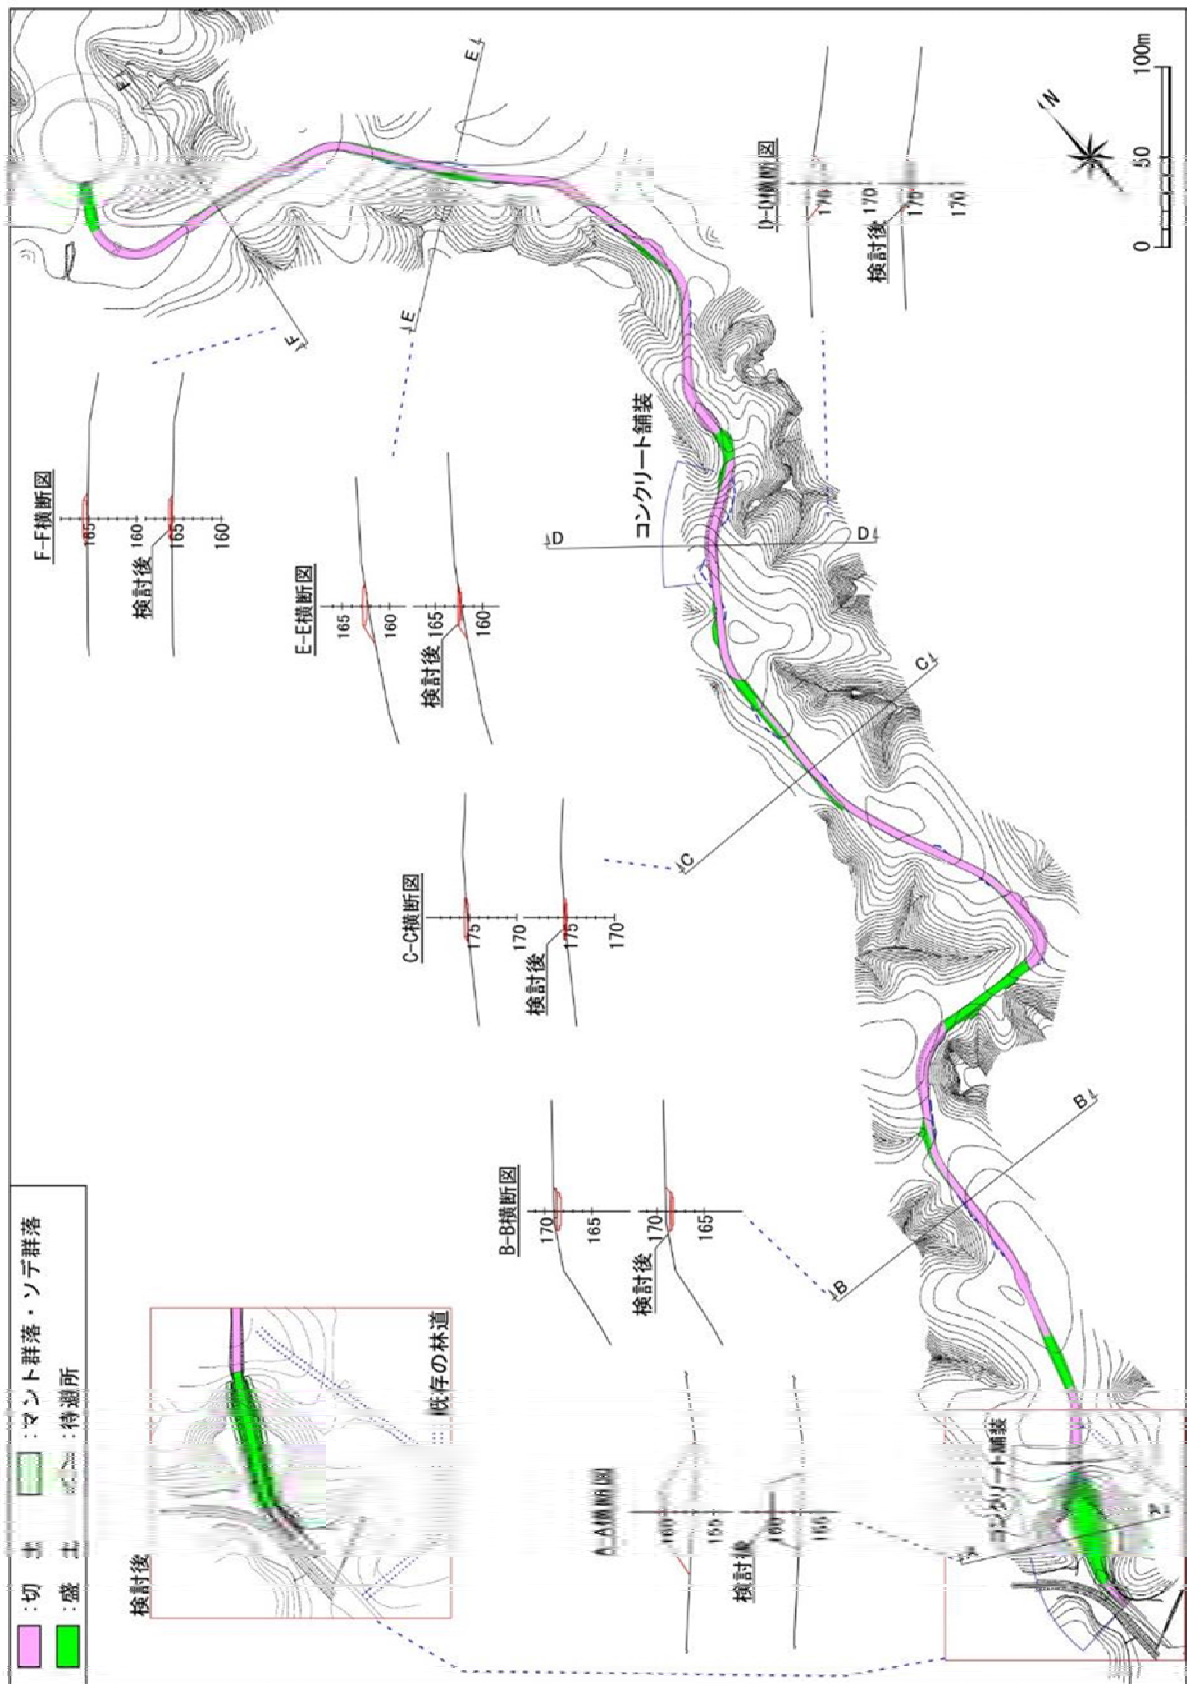 :切 土
:マント群落・ソデ群落
:盛 土
:待避所
検討後
既存の林道
A-A横断図
160
155
検討後
160
155
B-B横断図
170
165
検討後
170
165
C-C横断図
175
170
検討後
175
170
E-E横断図
165
160
検討後
165
160
F-F横断図
165
160
検討後
165
160
D-D横断図
170
170
検討後
170
170
コンクリート舗装
コンクリート舗装
B
B
C
C
D
D
E
E
F
F
N
0
50
100m